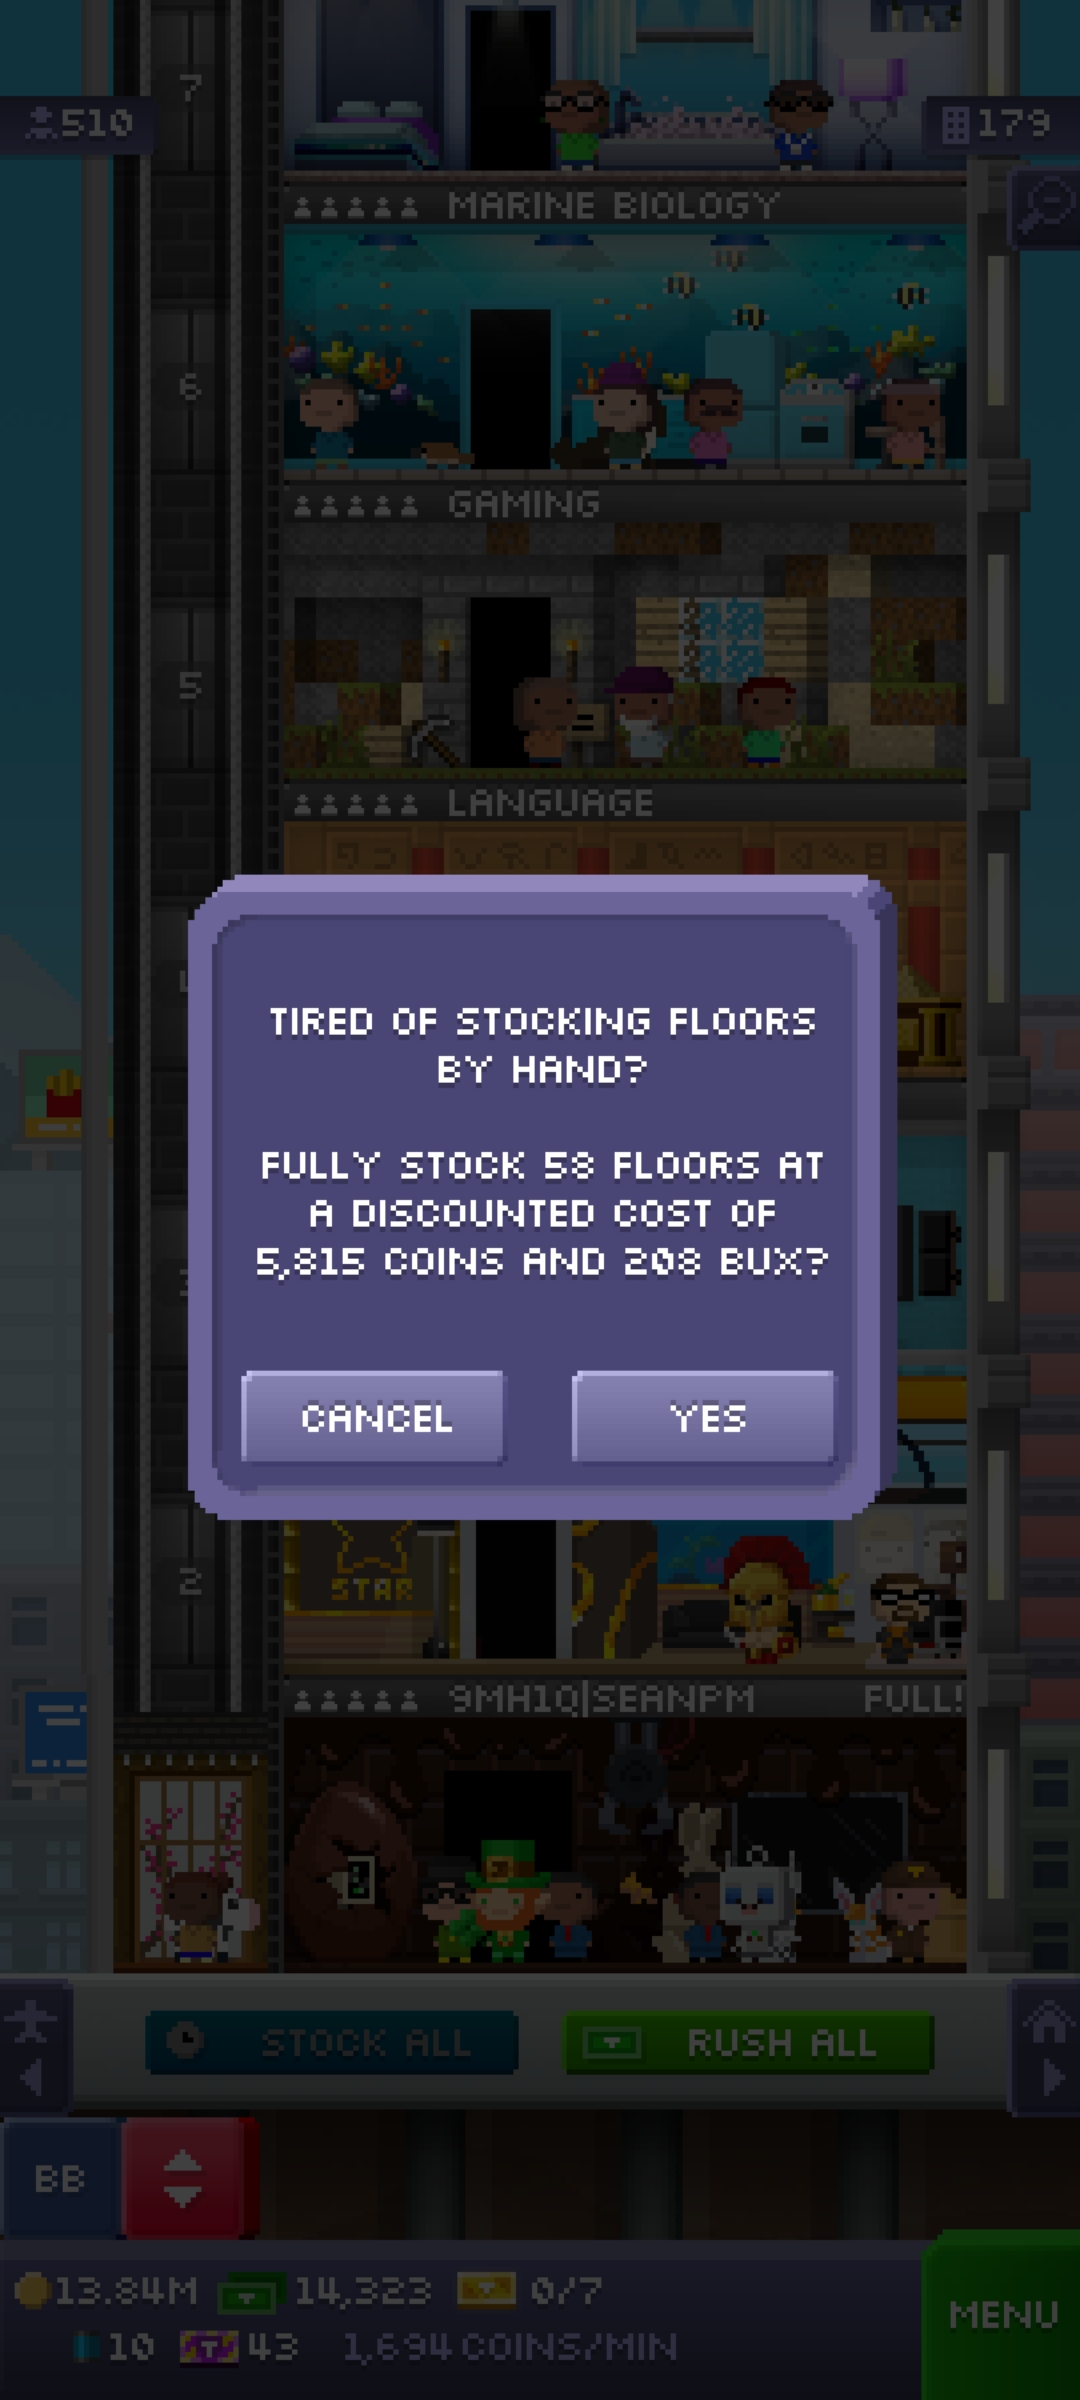 7
510
179
MARINE BIOLOGY
6
GAMING
5
LANGUAGE
TIRED OF STOCKING FLOORS
BY HAND?
FULLY STOCK 58 FLOORS AT
A DISCOUNTED COST OF
5,815 COINS AND 208 BUX?
CANCEL
YES
2
STAR
9MH1Q|SEANPM
FULL!
STOCK ALL
RUSH ALL
BB
13.84M
14,323
0/7
MENU
10
43
1,694 COINS/MIN